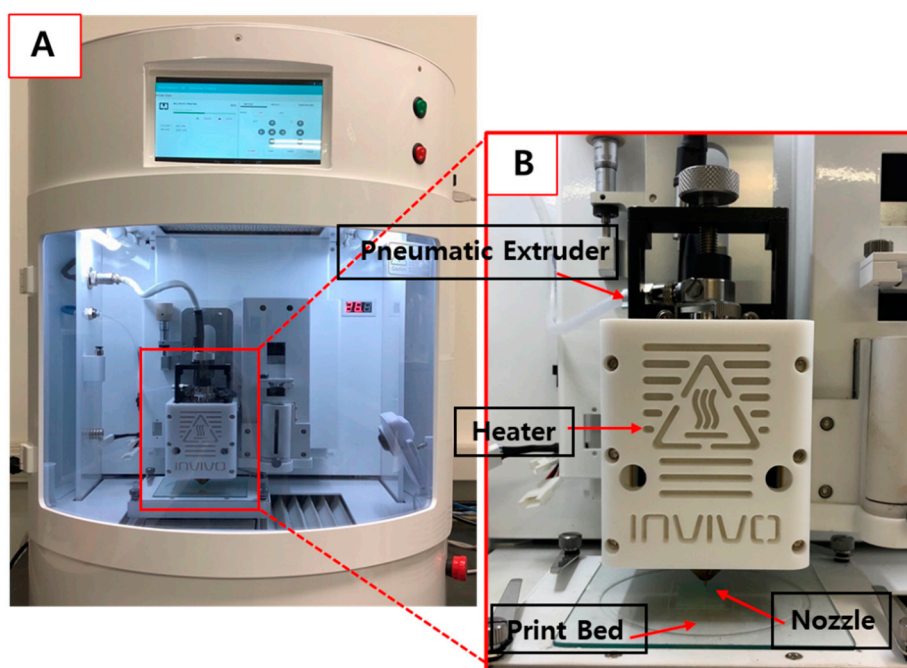 A
B
Pneumatic Extruder
Heater
INVIVO
INVIVO
Print Bed
Nozzle